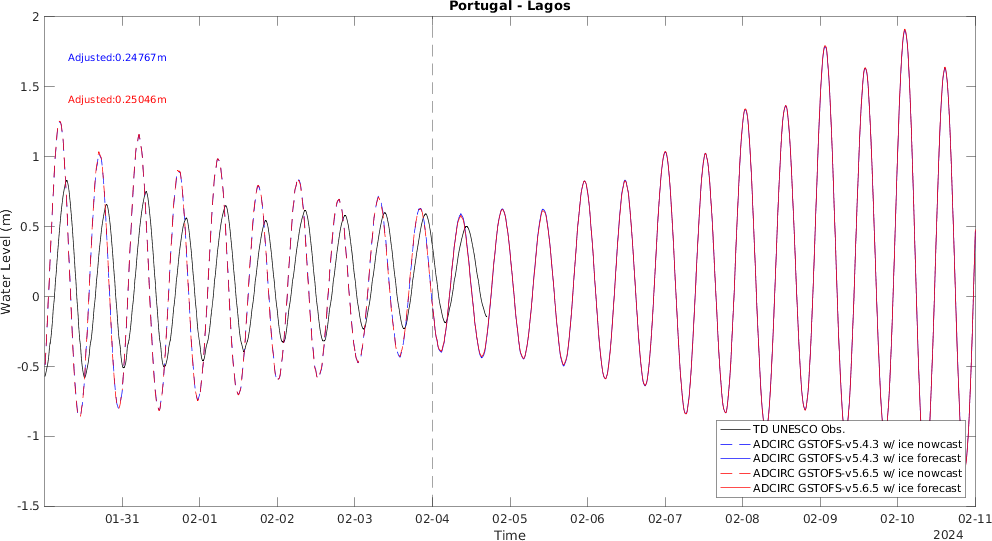 Portugal - Lagos
2
1.5
1
0.5
0
-0.5
-1
-1.5
Water Level (m)
Adjusted:0.24767m
Adjusted:0.25046m
TD UNESCO Obs.
ADCIRC GSTOFS-v5.4.3 w/ ice nowcast
ADCIRC GSTOFS-v5.4.3 w/ ice forecast
ADCIRC GSTOFS-v5.6.5 w/ ice nowcast
ADCIRC GSTOFS-v5.6.5 w/ ice forecast
01-31 02-01 02-02 02-03 02-04 02-05 02-06 02-07 02-08 02-09 02-10 02-11
Time
2024